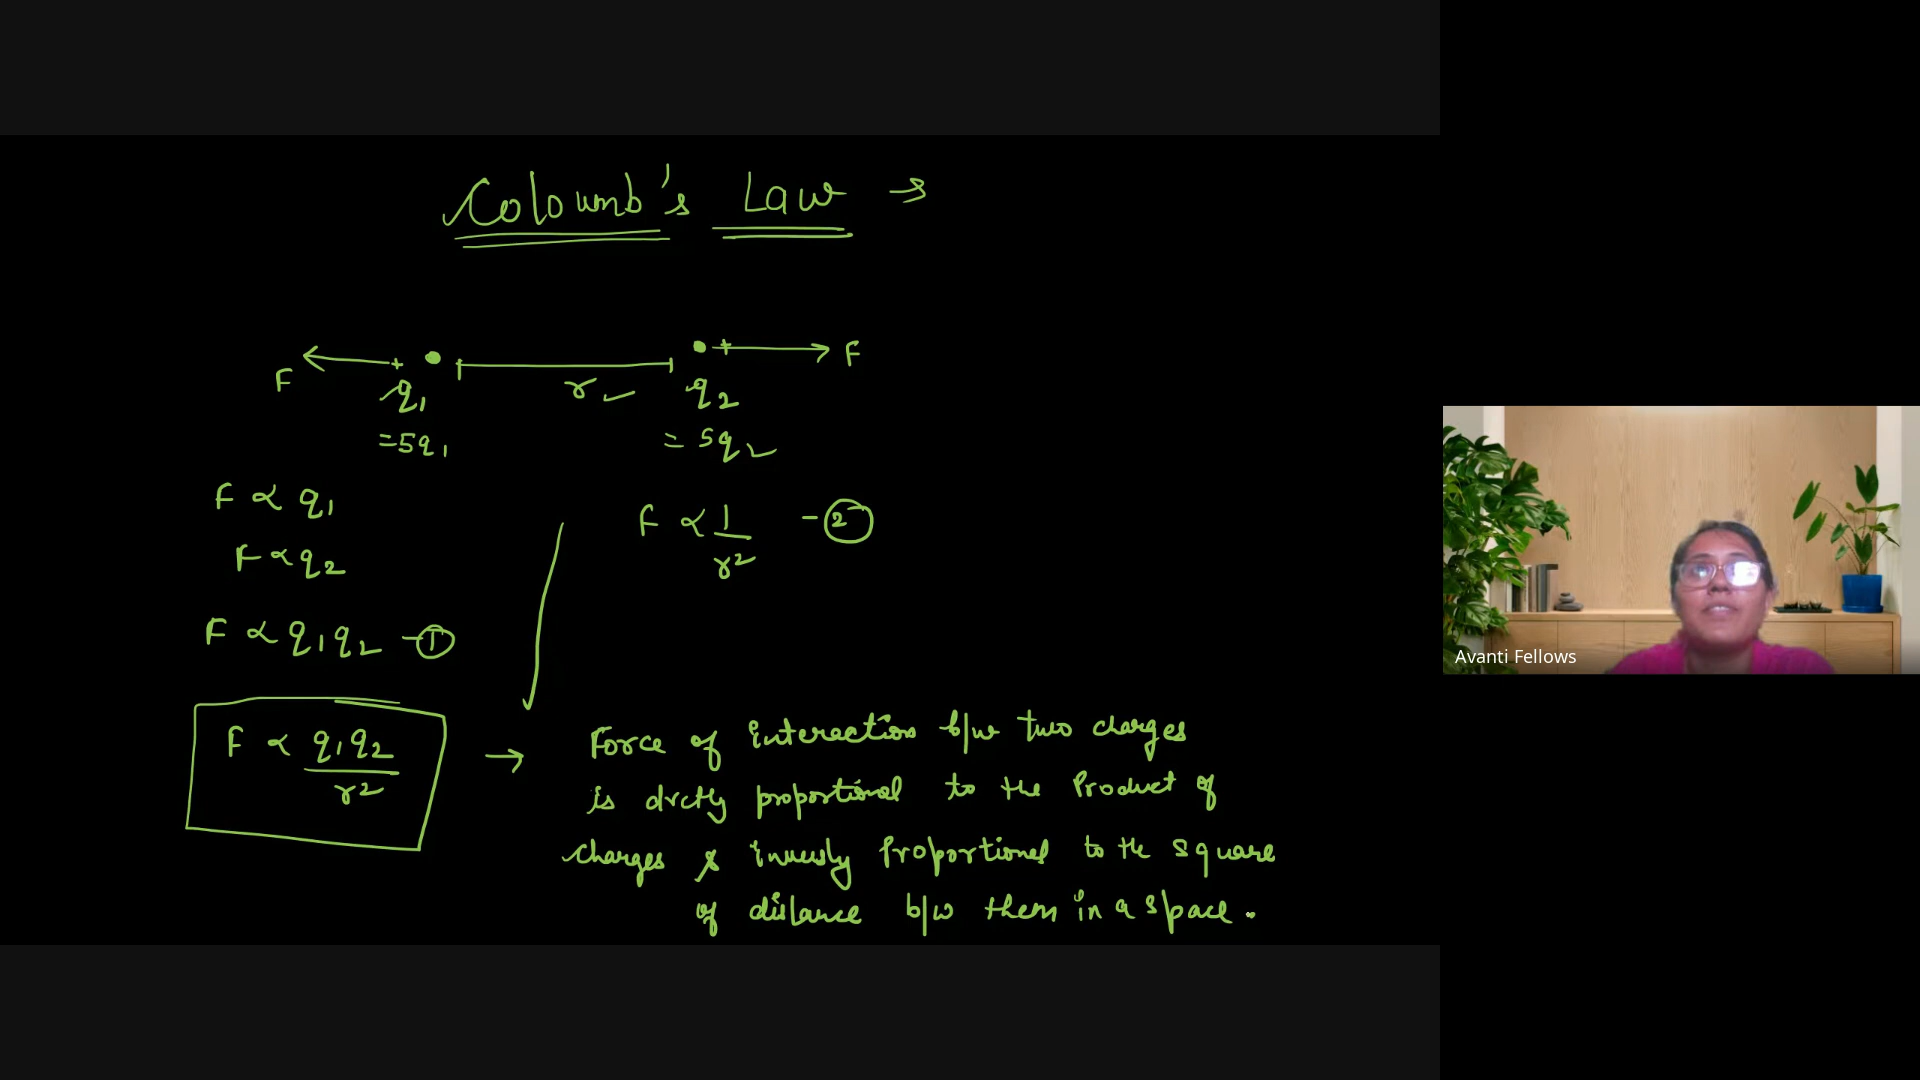 Coloumb's Law →
F + r + F
q₁ q₂
=5q₁ = 5q₂
F ∝ q₁
F ∝ 1/r² -②
F ∝ q₂
F ∝ q₁q₂ -①
F ∝ q₁q₂/r² → Force of interaction b/w two charges
is drctly proportional to the Product of
charges & inversly proportional to the square
of distance b/w them in a space.
Avanti Fellows